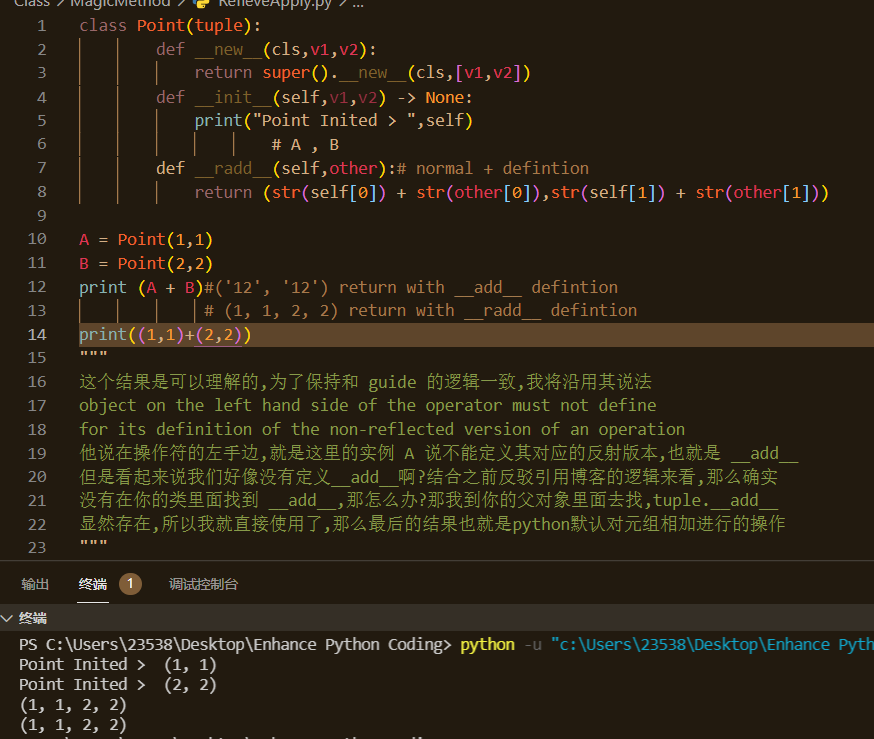 Class > MagicMethod > RefleveApply.py > ...
1 class Point(tuple):
2 def __new__(cls,v1,v2):
3 return super().__new__(cls,[v1,v2])
4 def __init__(self,v1,v2) -> None:
5 print("Point Inited > ",self)
6 # A , B
7 def __radd__(self,other):# normal + defintion
8 return (str(self[0]) + str(other[0]),str(self[1]) + str(other[1]))
9
10 A = Point(1,1)
11 B = Point(2,2)
12 print (A + B)#('12', '12') return with __add__ defintion
13 # (1, 1, 2, 2) return with __radd__ defintion
14 print((1,1)+(2,2))
15 """
16 这个结果是可以理解的,为了保持和 guide 的逻辑一致,我将沿用其说法
17 object on the left hand side of the operator must not define
18 for its definition of the non-reflected version of an operation
19 他说在操作符的左手边,就是这里的实例 A 说不能定义其对应的反射版本,也就是 __add__
20 但是看起来说我们好像没有定义__add__啊?结合之前反驳引用博客的逻辑来看,那么确实
21 没有在你的类里面找到 __add__,那怎么办?那我到你的父对象里面去找,tuple.__add__
22 显然存在,所以我就直接使用了,那么最后的结果也就是python默认对元组相加进行的操作
23 """
输出 终端 1 调试控制台
终端
PS C:\Users\23538\Desktop\Enhance Python Coding> python -u "c:\Users\23538\Desktop\Enhance Pyth
Point Inited > (1, 1)
Point Inited > (2, 2)
(1, 1, 2, 2)
(1, 1, 2, 2)